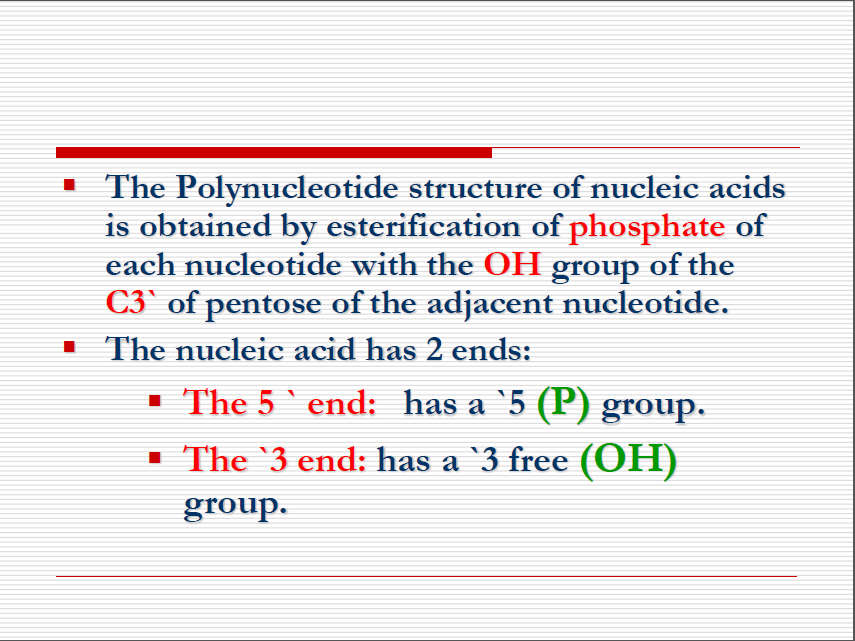 The Polynucleotide structure of nucleic acids
is obtained by esterification of phosphate of
each nucleotide with the OH group of the
C3` of pentose of the adjacent nucleotide.
The nucleic acid has 2 ends:
The 5 ` end: has a `5 (P) group.
The `3 end: has a `3 free (OH)
group.